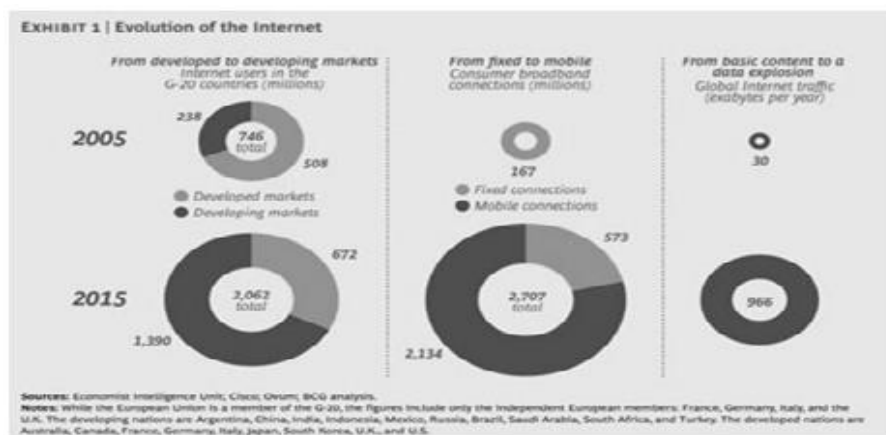 EXHIBIT 1 | Evolution of the Internet
From developed to developing markets
Internet users in the
G-20 countries (millions)
From fixed to mobile
Consumer broadband
connections (millions)
From basic content to a
data explosion
Global Internet traffic
(exabytes per year)
2005
238
746
total
508
167
30
Developed markets
Developing markets
Fixed connections
Mobile connections
2015
672
2,062
total
1,390
573
2,707
total
2,134
966
Sources: Economist Intelligence Unit; Cisco; Ovum; BCG analysis.
Notes: While the European Union is a member of the G-20, the figures include only the independent European members: France, Germany, Italy, and the
U.K. The developing nations are Argentina, China, India, Indonesia, Mexico, Russia, Brazil, Saudi Arabia, South Africa, and Turkey. The developed nations are
Australia, Canada, France, Germany, Italy, Japan, South Korea, U.K., and U.S.